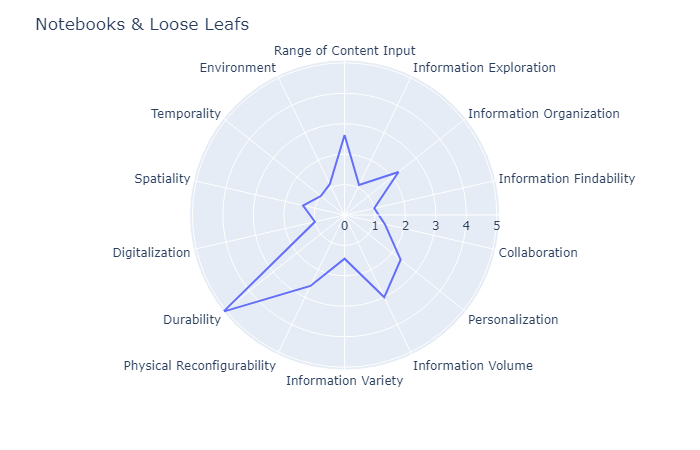 Notebooks & Loose Leafs
Range of Content Input
Environment
Information Exploration
Temporality
Information Organization
Spatiality
Information Findability
0 1 2 3 4 5
Digitalization
Collaboration
Durability
Personalization
Physical Reconfigurability
Information Volume
Information Variety